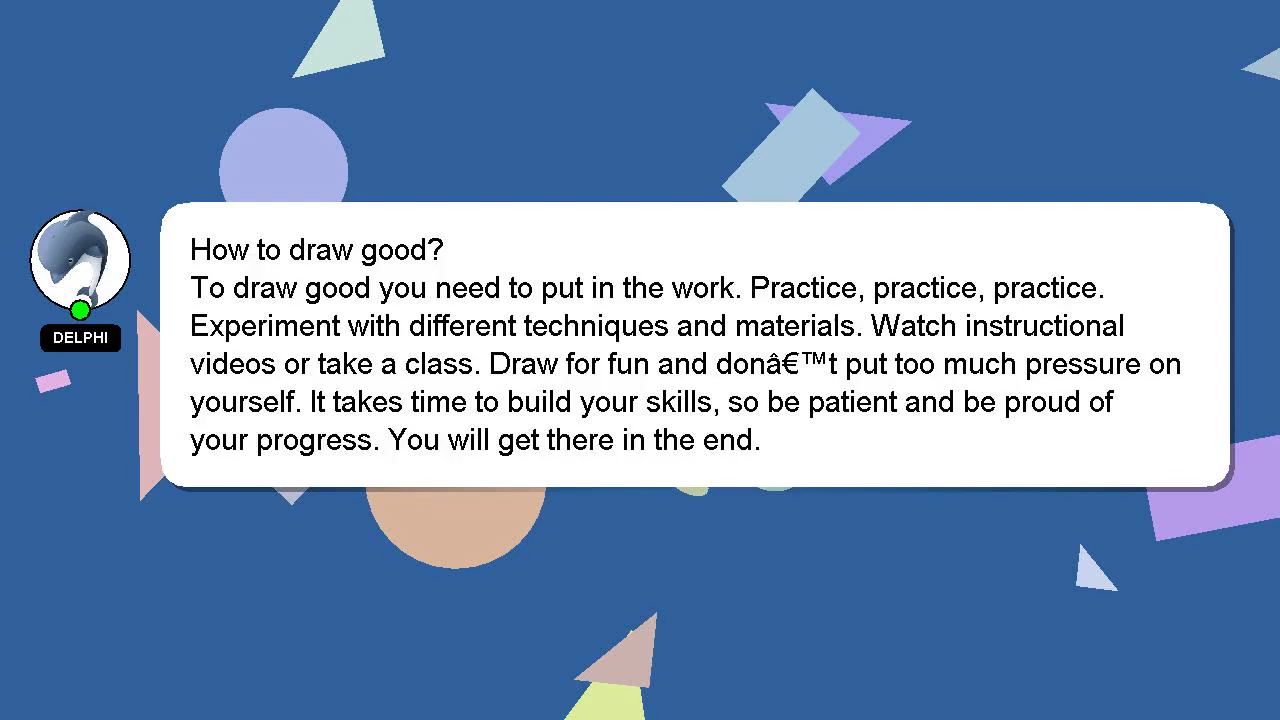 How to draw good?
To draw good you need to put in the work. Practice, practice, practice.
Experiment with different techniques and materials. Watch instructional
videos or take a class. Draw for fun and donâ€™t put too much pressure on
yourself. It takes time to build your skills, so be patient and be proud of
your progress. You will get there in the end.
DELPHI